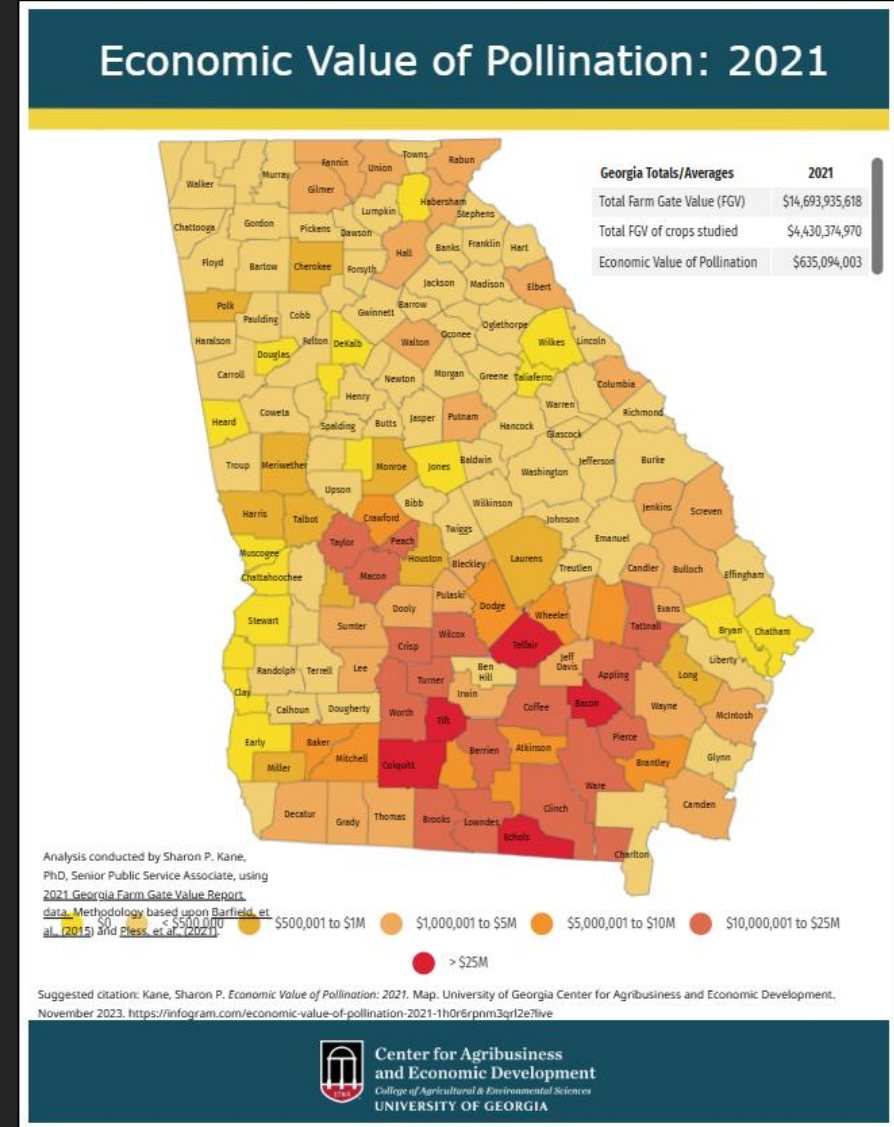 Economic Value of Pollination: 2021
Georgia Totals/Averages 2021
Total Farm Gate Value (FGV) $14,693,935,618
Total FGV of crops studied $4,430,374,970
Economic Value of Pollination $635,094,003
Towns
Rabun
Fannin
Union
Murray
Walker
Gilmer
Habersham
Lumpkin
Stephens
Chattooga
Gordon
Pickens
Dawson
Banks
Franklin
Hart
Hall
Floyd
Bartow
Cherokee
Forsyth
Jackson
Madison
Elbert
Polk
Barrow
Paulding
Cobb
Gwinnett
Oglethorpe
Haralson
Fulton
DeKalb
Walton
Oconee
Wilkes
Lincoln
Douglas
Carroll
Newton
Morgan
Greene
Taliaferro
Columbia
Henry
Warren
Richmond
Heard
Coweta
Spalding
Butts
Jasper
Putnam
Hancock
Glascock
Troup
Meriwether
Monroe
Jones
Baldwin
Washington
Jefferson
Burke
Upson
Bibb
Wilkinson
Jenkins
Screven
Harris
Talbot
Crawford
Twiggs
Johnson
Emanuel
Taylor
Peach
Muscogee
Houston
Bleckley
Laurens
Treutlen
Candler
Bulloch
Effingham
Chattahoochee
Macon
Pulaski
Dodge
Wheeler
Evans
Stewart
Sumter
Dooly
Wilcox
Tattnall
Bryan
Chatham
Crisp
Telfair
Liberty
Randolph
Terrell
Lee
Turner
Ben
Hill
Jeff
Davis
Appling
Long
Clay
Calhoun
Dougherty
Worth
Irwin
Tift
Coffee
Bacon
Wayne
McIntosh
Early
Baker
Mitchell
Colquitt
Berrien
Atkinson
Pierce
Brantley
Glynn
Miller
Ware
Decatur
Grady
Thomas
Brooks
Lowndes
Clinch
Camden
Echols
Charlton
Analysis conducted by Sharon P. Kane,
PhD, Senior Public Service Associate, using
2021 Georgia Farm Gate Value Report
data. Methodology based upon Barfield, et
al., (2015) and Pless, et al., (2021).
$0 < $500,000 $500,001 to $1M $1,000,001 to $5M $5,000,001 to $10M $10,000,001 to $25M
> $25M
Suggested citation: Kane, Sharon P. Economic Value of Pollination: 2021. Map. University of Georgia Center for Agribusiness and Economic Development.
November 2023. https://infogram.com/economic-value-of-pollination-2021-1h0r6rpnm3qrl2e?live
1785
Center for Agribusiness
and Economic Development
College of Agricultural & Environmental Sciences
UNIVERSITY OF GEORGIA